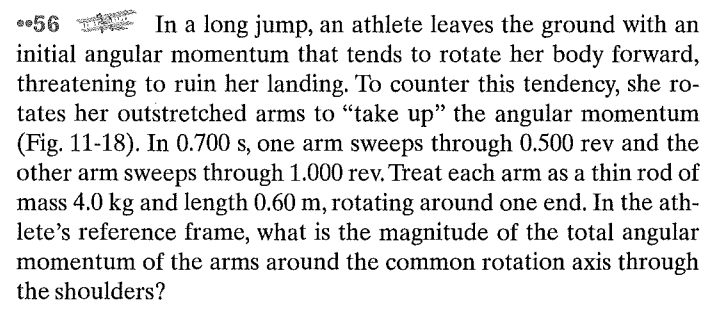 ••56 In a long jump, an athlete leaves the ground with an
initial angular momentum that tends to rotate her body forward,
threatening to ruin her landing. To counter this tendency, she ro-
tates her outstretched arms to “take up” the angular momentum
(Fig. 11-18). In 0.700 s, one arm sweeps through 0.500 rev and the
other arm sweeps through 1.000 rev. Treat each arm as a thin rod of
mass 4.0 kg and length 0.60 m, rotating around one end. In the ath-
lete’s reference frame, what is the magnitude of the total angular
momentum of the arms around the common rotation axis through
the shoulders?